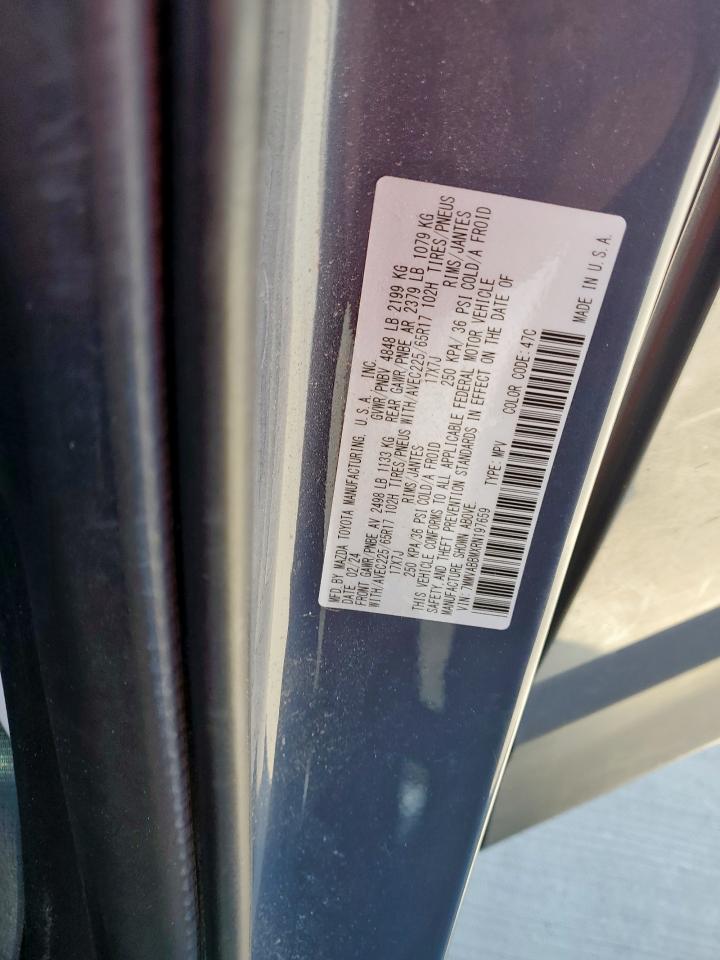 MFD BY MAZDA TOYOTA MANUFACTURING, U.S.A. INC.
DATE 02/24 GVWR/PNBV 4848 LB 2199 KG
FRONT GAWR/PNBE AV 2498 LB 1133 KG REAR GAWR/PNBE AR 2379 LB 1079 KG
WITH/AVEC225/65R17 102H TIRES/PNEUS WITH/AVEC225/65R17 102H TIRES/PNEUS
17X7J RIMS/JANTES 17X7J RIMS/JANTES
250 KPA/36 PSI COLD/A FROID 250 KPA/ 36 PSI COLD/A FROID
THIS VEHICLE CONFORMS TO ALL APPLICABLE FEDERAL MOTOR VEHICLE
SAFETY AND THEFT PREVENTION STANDARDS IN EFFECT ON THE DATE OF
MANUFACTURE SHOWN ABOVE.
VIN: 7MMVABBMXRN197659 TYPE: MPV COLOR CODE: 47C
MADE IN U.S.A.